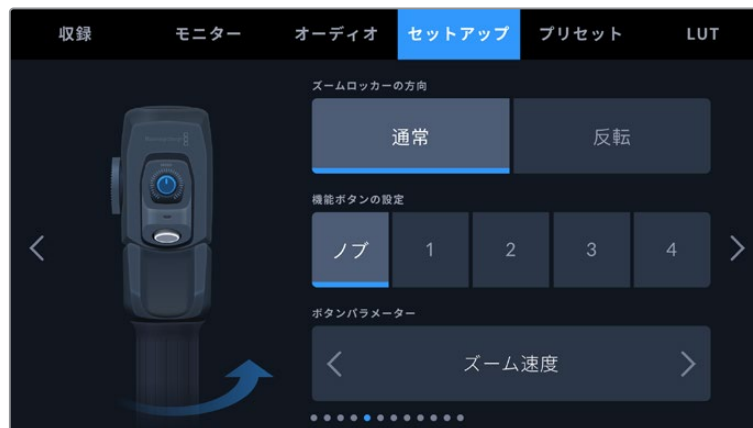 収録 モニター オーディオ セットアップ プリセット LUT
ズームロッカーの方向
通常 反転
機能ボタンの設定
ノブ 1 2 3 4
ボタンパラメーター
ズーム速度